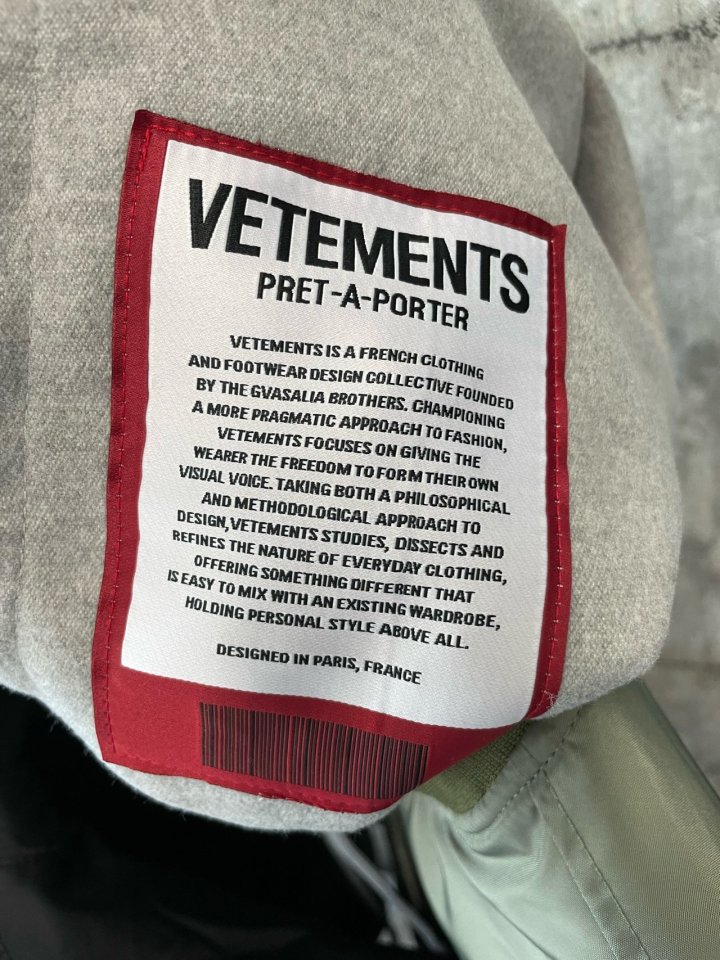 VETEMENTS
PRET-A-PORTER
VETEMENTS IS A FRENCH CLOTHING
AND FOOTWEAR DESIGN COLLECTIVE FOUNDED
BY THE GVASALIA BROTHERS. CHAMPIONING
A MORE PRAGMATIC APPROACH TO FASHION,
VETEMENTS FOCUSES ON GIVING THE
WEARER THE FREEDOM TO FORM THEIR OWN
VISUAL VOICE. TAKING BOTH A PHILOSOPHICAL
AND METHODOLOGICAL APPROACH TO
DESIGN, VETEMENTS STUDIES, DISSECTS AND
REFINES THE NATURE OF EVERYDAY CLOTHING,
OFFERING SOMETHING DIFFERENT THAT
IS EASY TO MIX WITH AN EXISTING WARDROBE,
HOLDING PERSONAL STYLE ABOVE ALL.
DESIGNED IN PARIS, FRANCE